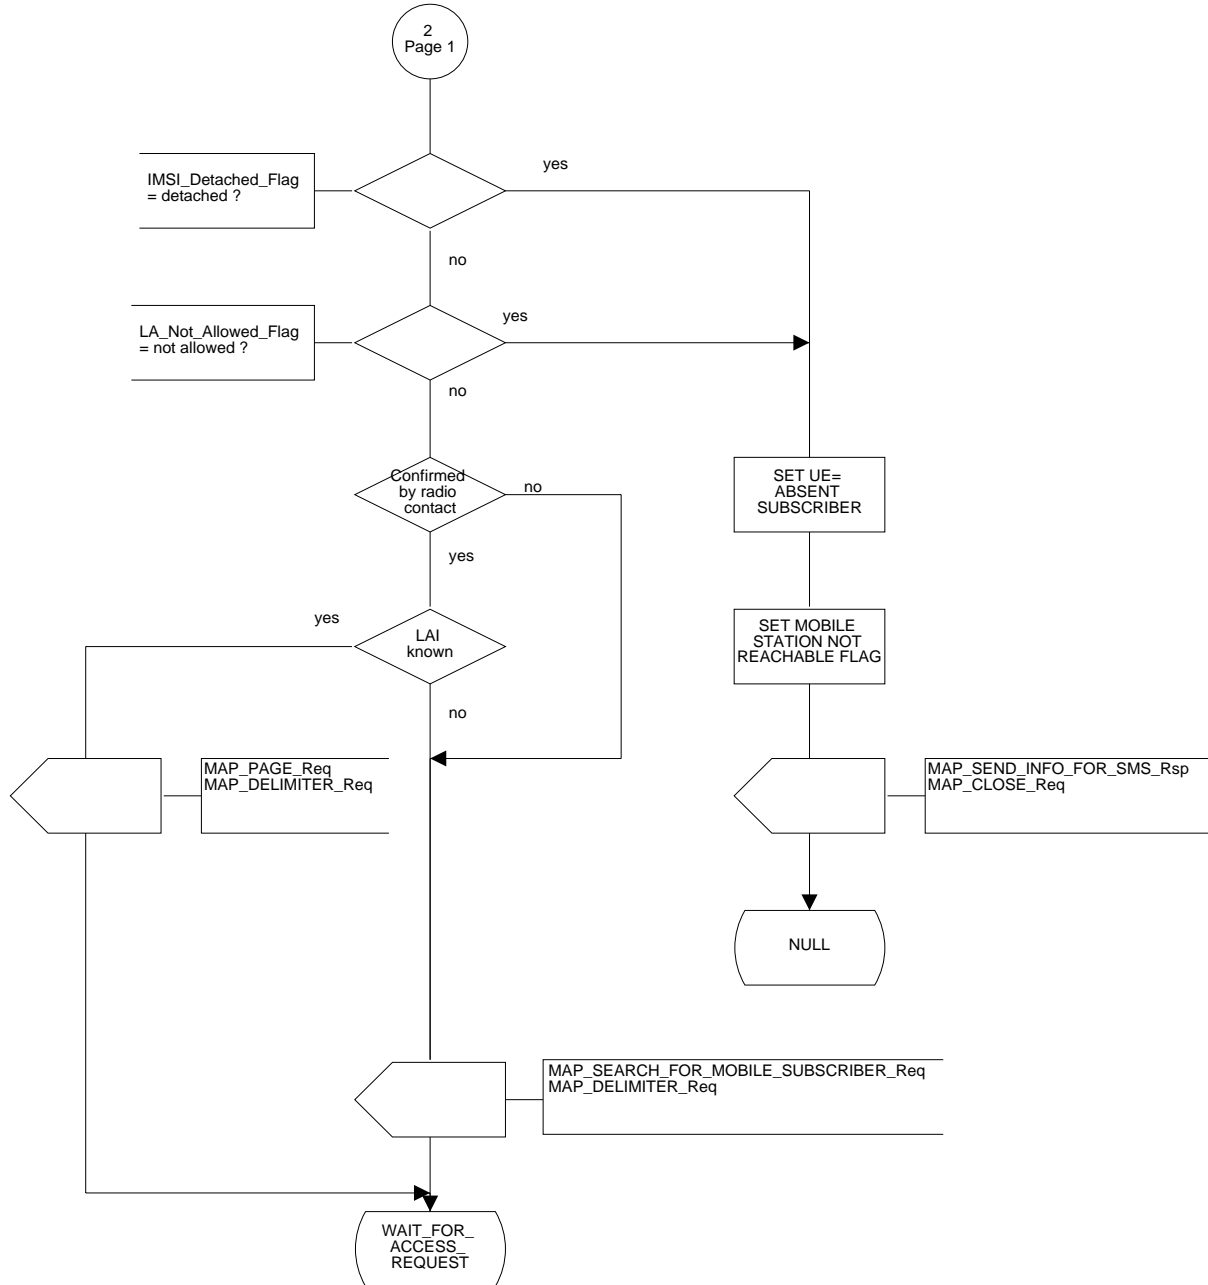 2
Page 1
yes
IMSI_Detached_Flag
= detached ?
no
yes
LA_Not_Allowed_Flag
= not allowed ?
no
Confirmed
by radio
contact
no
SET UE=
ABSENT
SUBSCRIBER
yes
yes
LAI
known
SET MOBILE
STATION NOT
REACHABLE FLAG
no
MAP_PAGE_Req
MAP_DELIMITER_Req
MAP_SEND_INFO_FOR_SMS_Rsp
MAP_CLOSE_Req
NULL
MAP_SEARCH_FOR_MOBILE_SUBSCRIBER_Req
MAP_DELIMITER_Req
WAIT_FOR_
ACCESS_
REQUEST